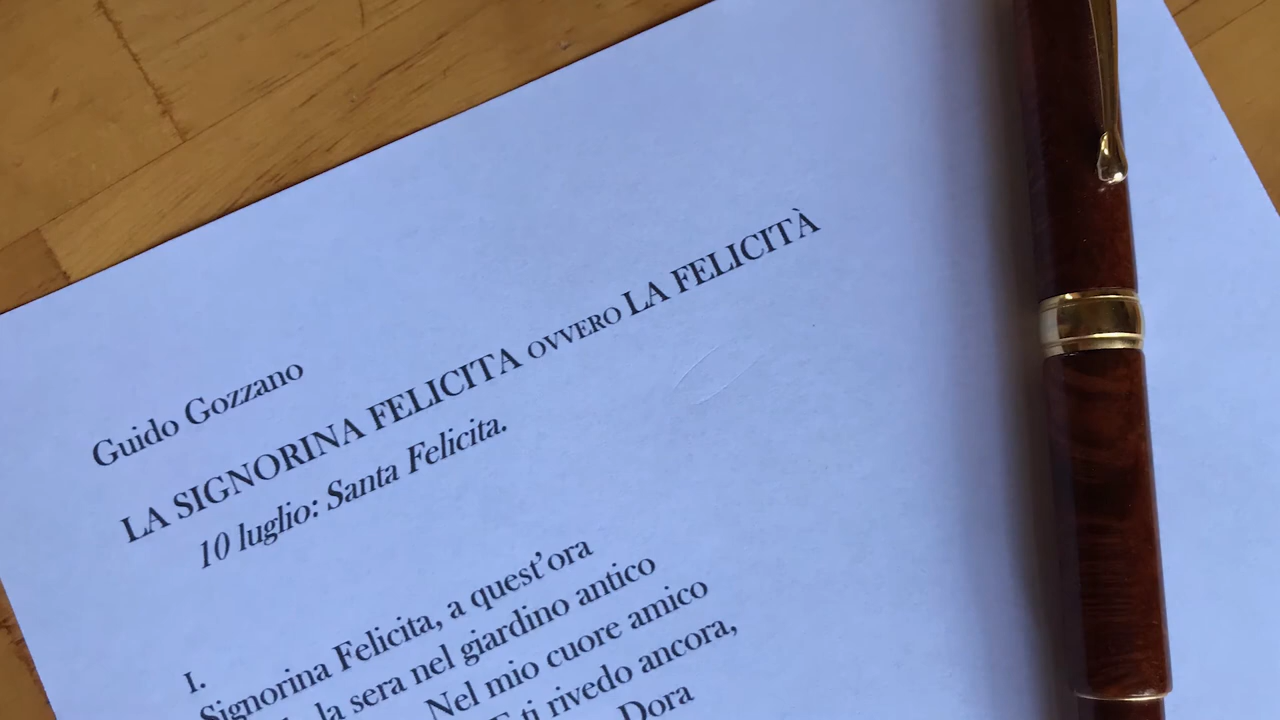 Guido Gozzano
LA SIGNORINA FELICITA OVVERO LA FELICITÀ
10 luglio: Santa Felicita.
I.
Signorina Felicita, a quest'ora
la sera nel giardino antico
Nel mio cuore amico
E ti rivedo ancora,
Dora